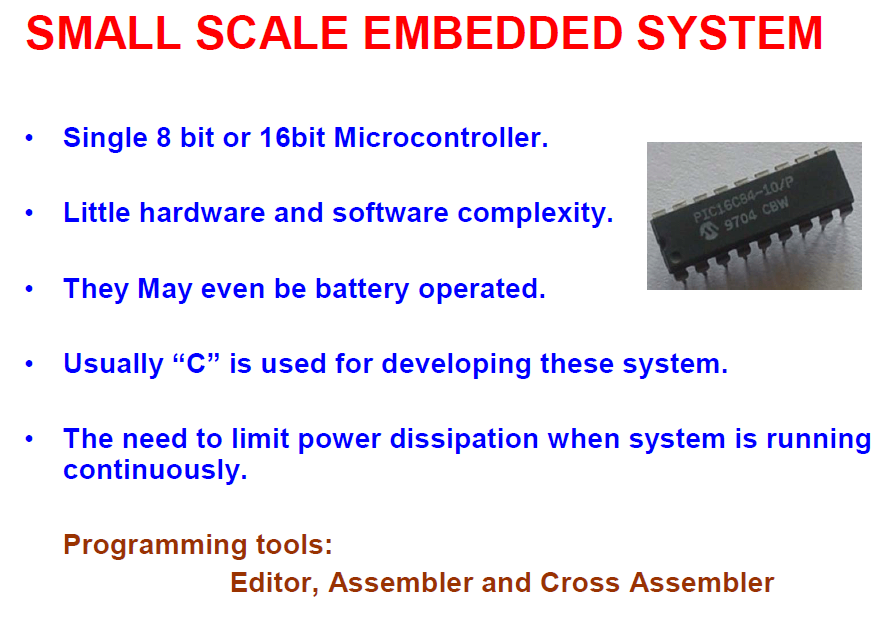 SMALL SCALE EMBEDDED SYSTEM
• Single 8 bit or 16bit Microcontroller.
• Little hardware and software complexity.
PIC16C84-10/P
9704 CBW
• They May even be battery operated.
• Usually “C” is used for developing these system.
• The need to limit power dissipation when system is running
continuously.
Programming tools:
Editor, Assembler and Cross Assembler